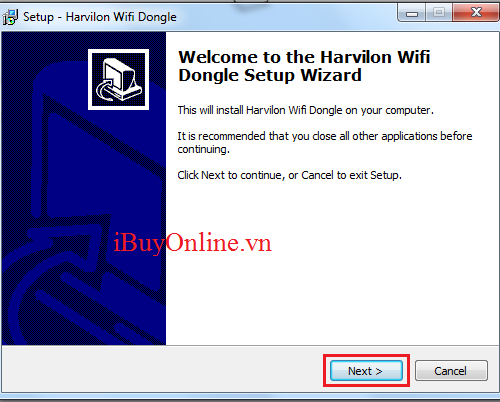 Setup - Harvilon Wifi Dongle
Welcome to the Harvilon Wifi
Dongle Setup Wizard
This will install Harvilon Wifi Dongle on your computer.
It is recommended that you close all other applications before
continuing.
Click Next to continue, or Cancel to exit Setup.
iBuyOnline.vn
Next >
Cancel